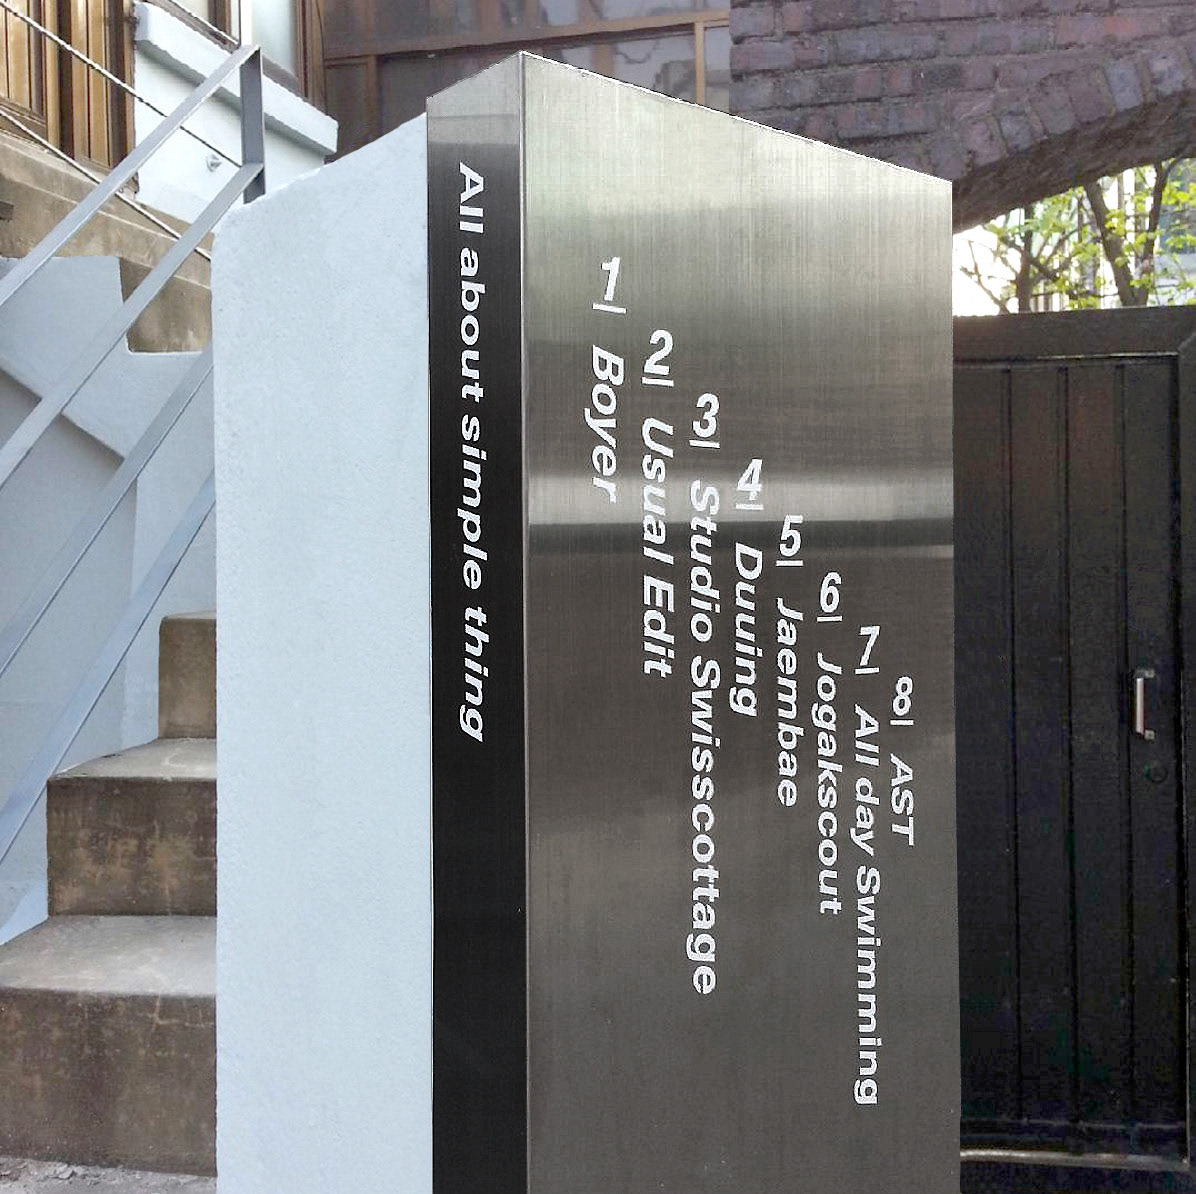 All about simple thing
1 Boyer
2 Usual Edit
3 Studio Swisscottage
4 Duuing
5 Jaembae
6 Jogakscout
7 All day Swimming
8 AST